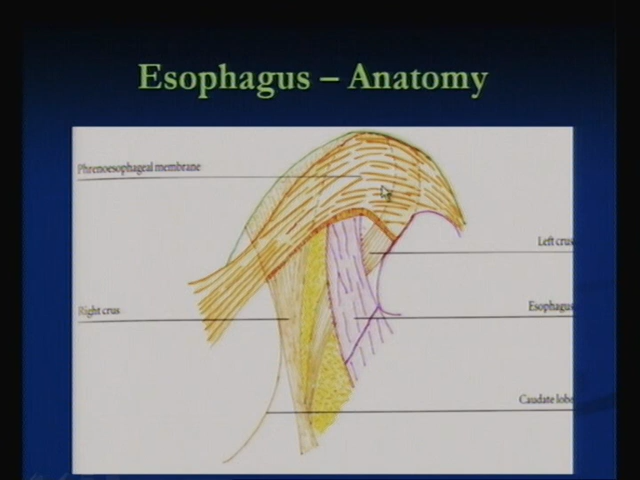 Esophagus – Anatomy
Phrenoesophageal membrane
Left crus
Right crus
Esophagus
Caudate lobe